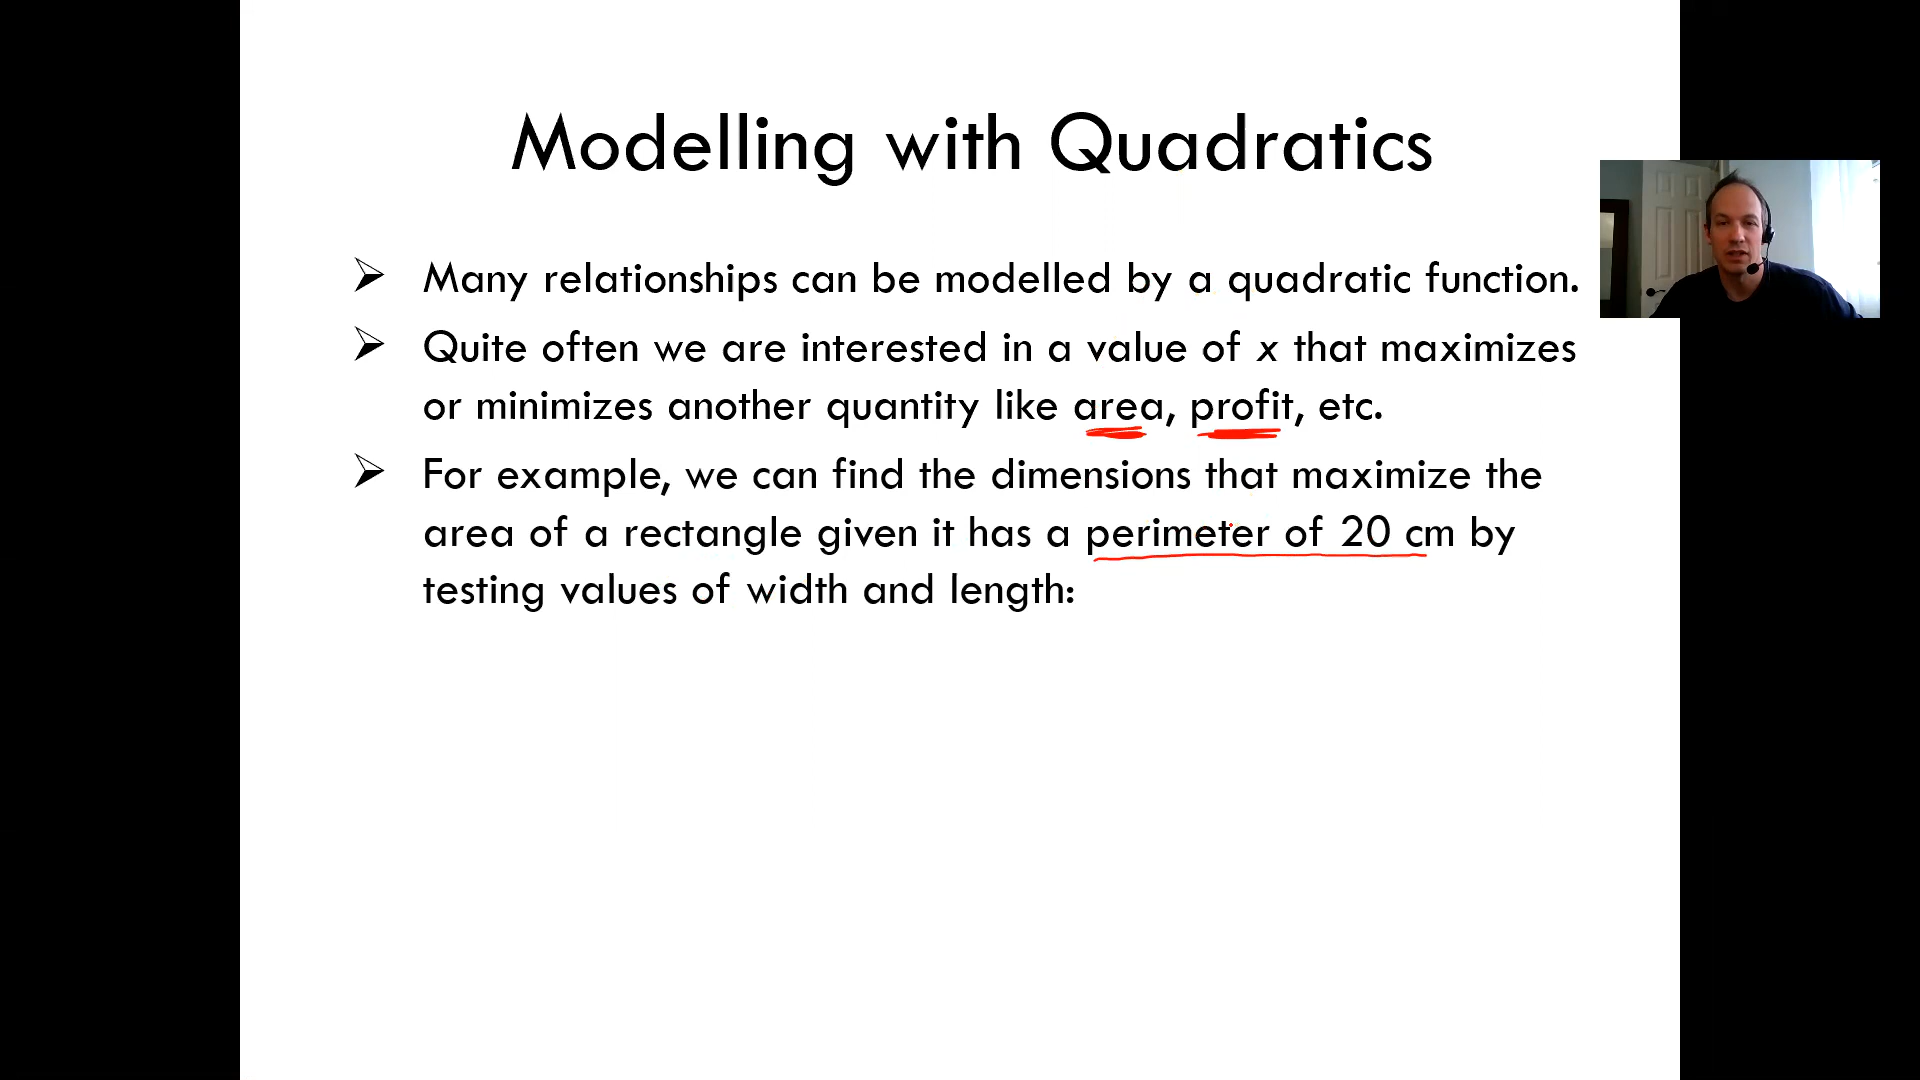 Modelling with Quadratics
➢ Many relationships can be modelled by a quadratic function.
➢ Quite often we are interested in a value of x that maximizes
or minimizes another quantity like area, profit, etc.
➢ For example, we can find the dimensions that maximize the
area of a rectangle given it has a perimeter of 20 cm by
testing values of width and length: